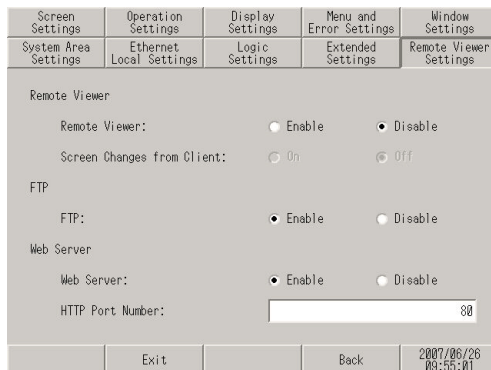 Screen Settings
Operation Settings
Display Settings
Menu and Error Settings
Window Settings
System Area Settings
Ethernet Local Settings
Logic Settings
Extended Settings
Remote Viewer Settings
Remote Viewer
Remote Viewer: Enable Disable
Screen Changes from Client: On Off
FTP
FTP: Enable Disable
Web Server
Web Server: Enable Disable
HTTP Port Number: 80
Exit
Back
2007/06/26
09:55:01